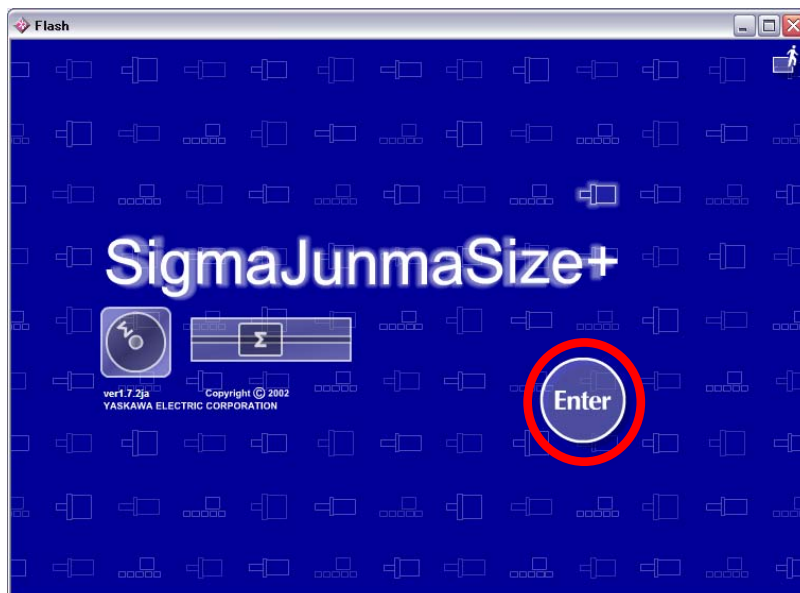 Flash
SigmaJunmaSize+
Σ
Σ
ver1.7.2ja Copyright © 2002
YASKAWA ELECTRIC CORPORATION
Enter